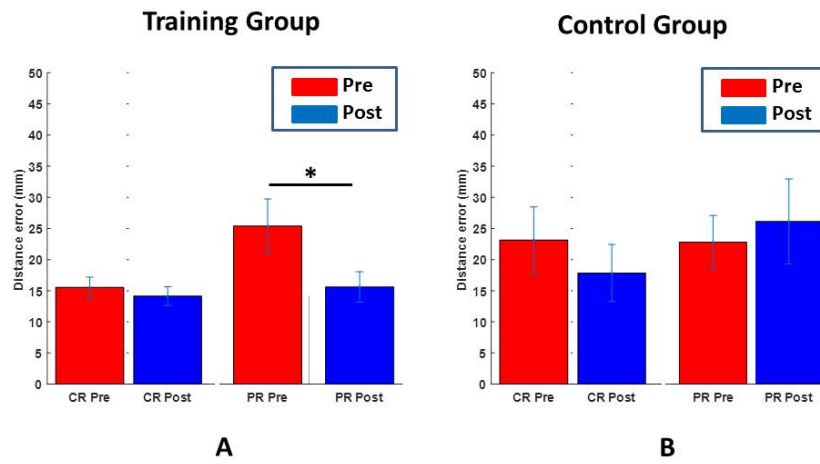 Training Group
Pre
Post
Distance error (mm)
50
45
40
35
30
25
20
15
10
5
0
*
CR Pre
CR Post
PR Pre
PR Post
A
Control Group
Pre
Post
Distance error (mm)
50
45
40
35
30
25
20
15
10
5
0
CR Pre
CR Post
PR Pre
PR Post
B